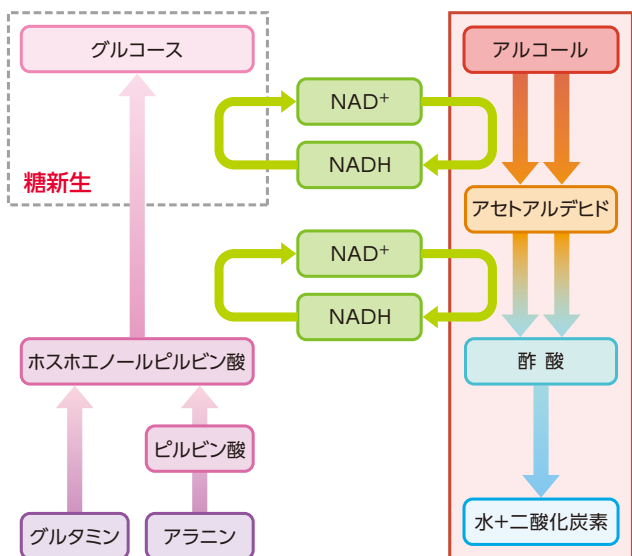 グルコース
糖新生
ホスホエノールピルビン酸
ピルビン酸
グルタミン
アラニン
NAD+
NADH
NAD+
NADH
アルコール
アセトアルデヒド
酢酸
水+二酸化炭素